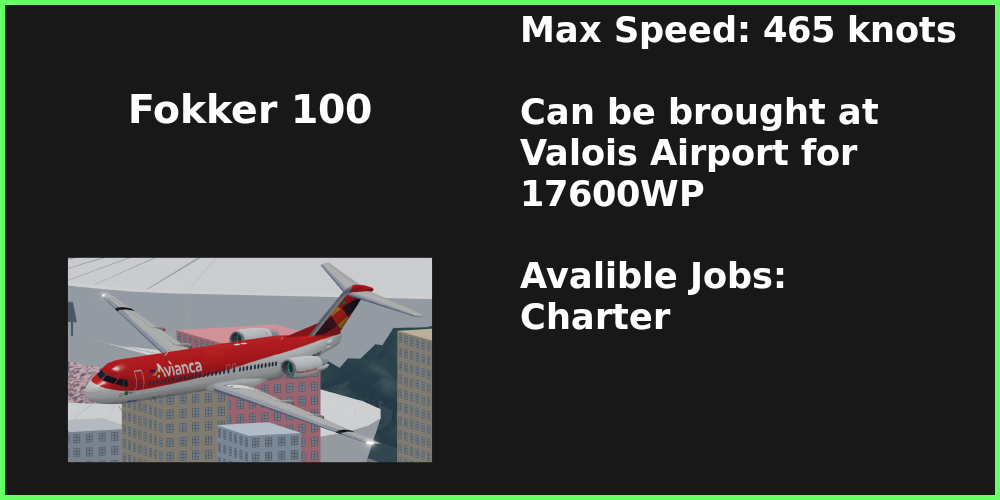 Fokker 100
Avianca
Max Speed: 465 knots
Can be brought at
Valois Airport for
17600WP
Avalible Jobs:
Charter